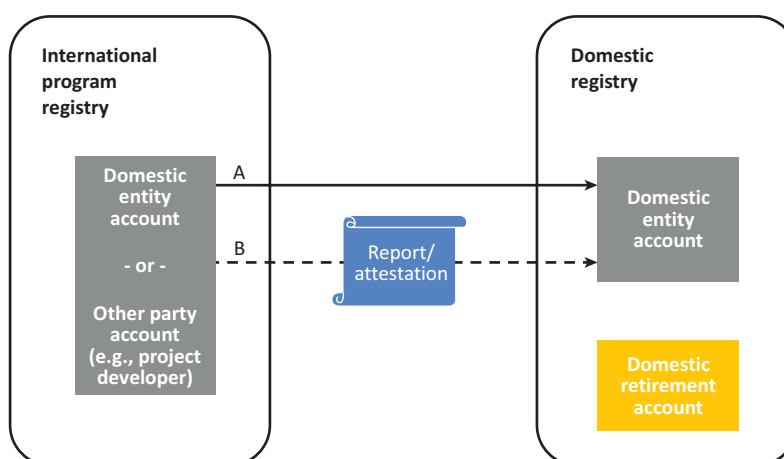 International
program
registry
Domestic
entity
account
- or -
Other party
account
(e.g., project
developer)
A
B
Report/
attestation
Domestic
registry
Domestic
entity
account
Domestic
retirement
account